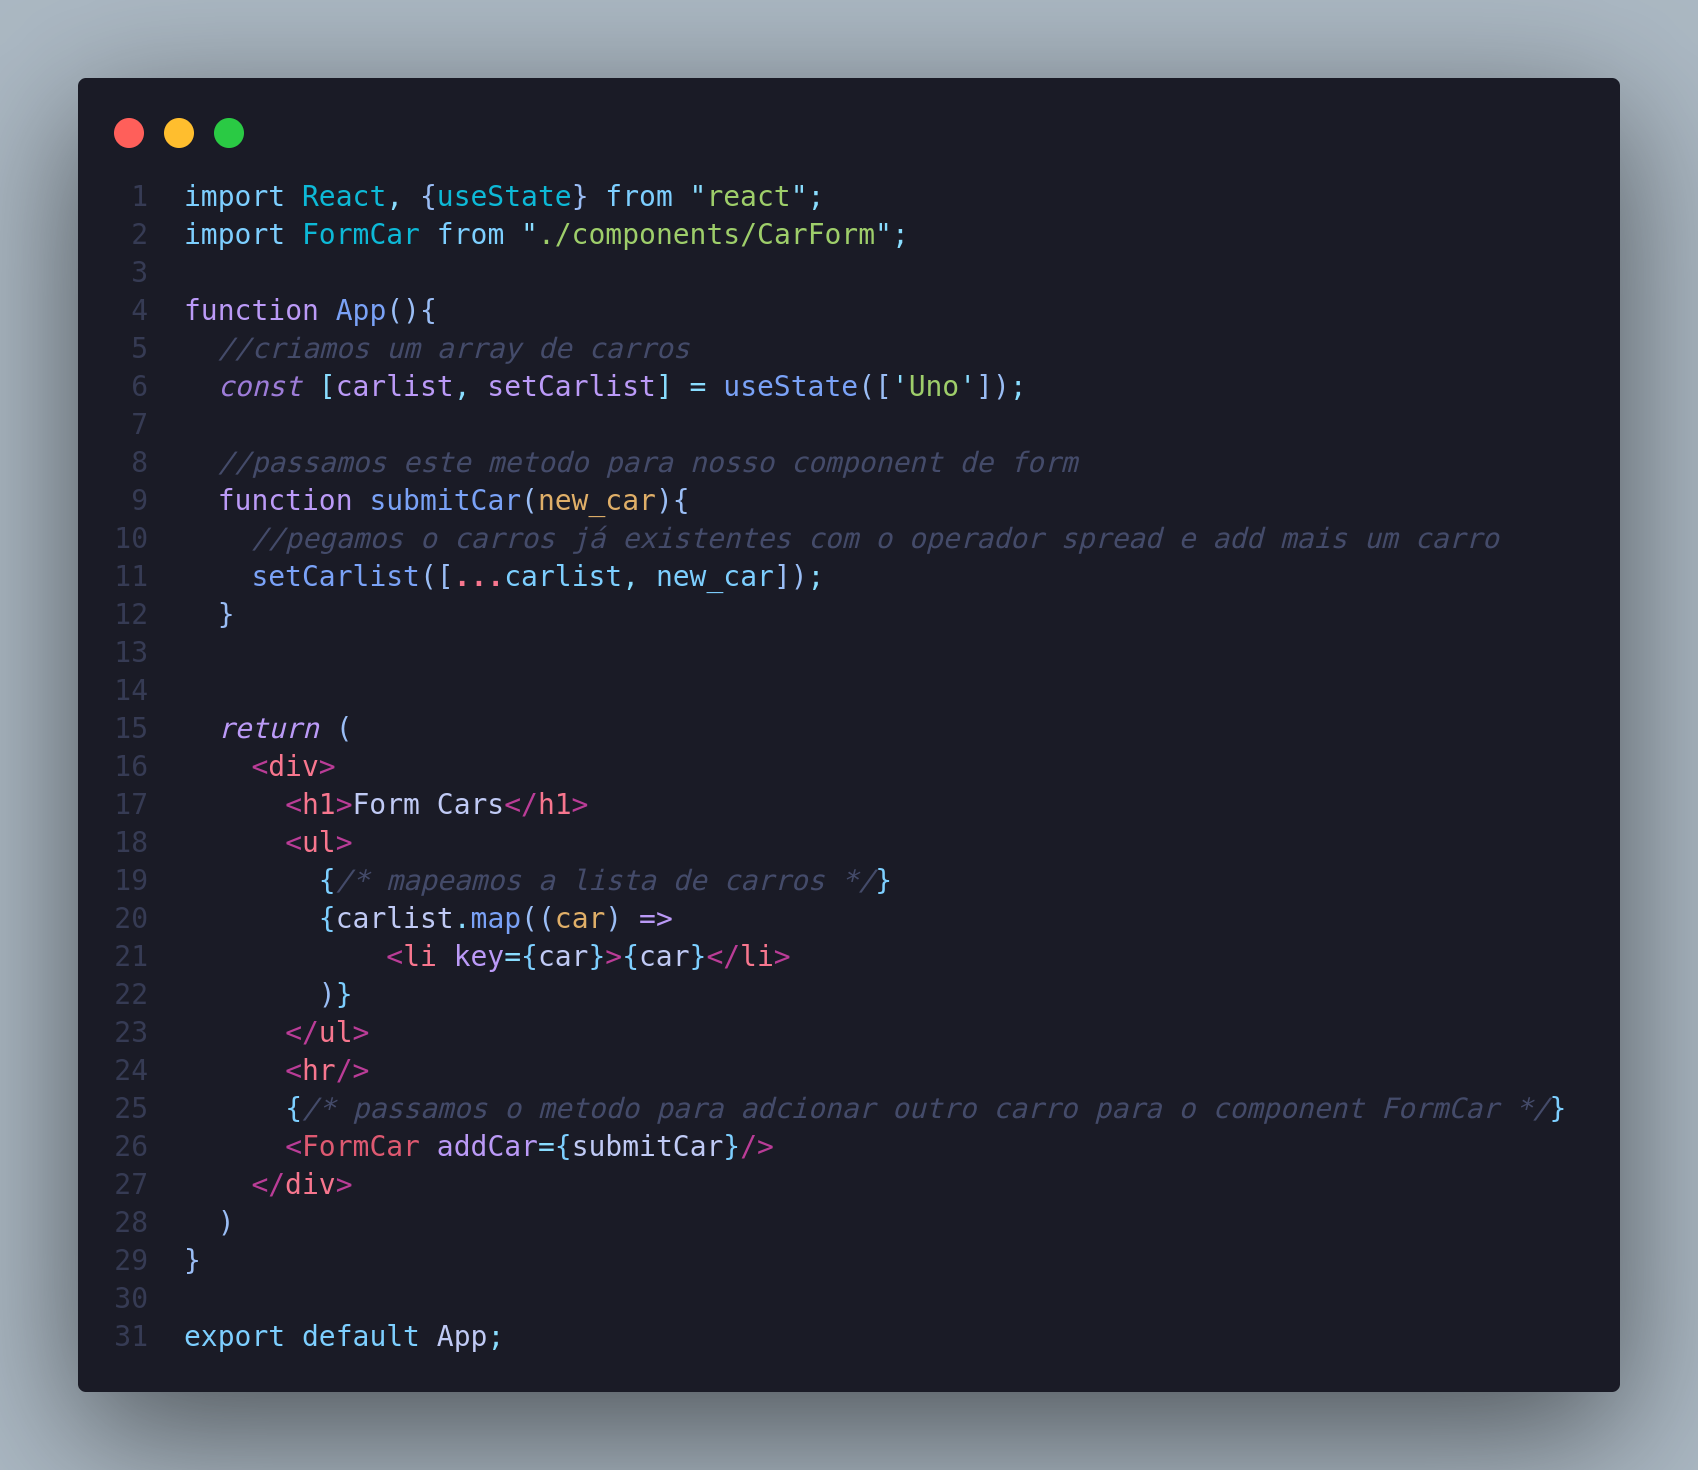 1 import React, {useState} from "react";
2 import FormCar from "./components/CarForm";
3
4 function App(){
5   //criamos um array de carros
6   const [carlist, setCarlist] = useState(['Uno']);
7
8   //passamos este metodo para nosso component de form
9   function submitCar(new_car){
10     //pegamos o carros já existentes com o operador spread e add mais um carro
11     setCarlist([...carlist, new_car]);
12   }
13
14
15   return (
16     <div>
17       <h1>Form Cars</h1>
18       <ul>
19         {/* mapeamos a lista de carros */}
20         {carlist.map((car) =>
21             <li key={car}>{car}</li>
22         )}
23       </ul>
24       <hr/>
25       {/* passamos o metodo para adcionar outro carro para o component FormCar */}
26       <FormCar addCar={submitCar}/>
27     </div>
28   )
29 }
30
31 export default App;